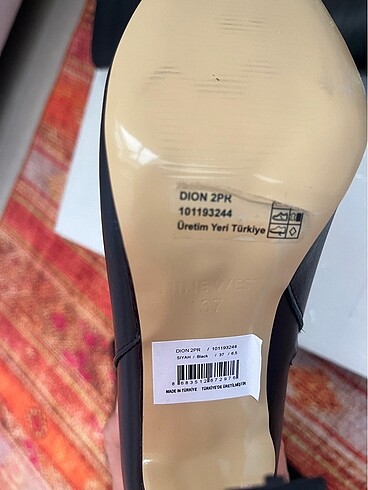 DION 2PR
101193244
Üretim Yeri Türkiye
37
DION 2PR / 101193244
SİYAH / Black / 37 / 6.5
MADE IN TÜRKİYE TÜRKİYE'DE ÜRETİLMİŞTİR